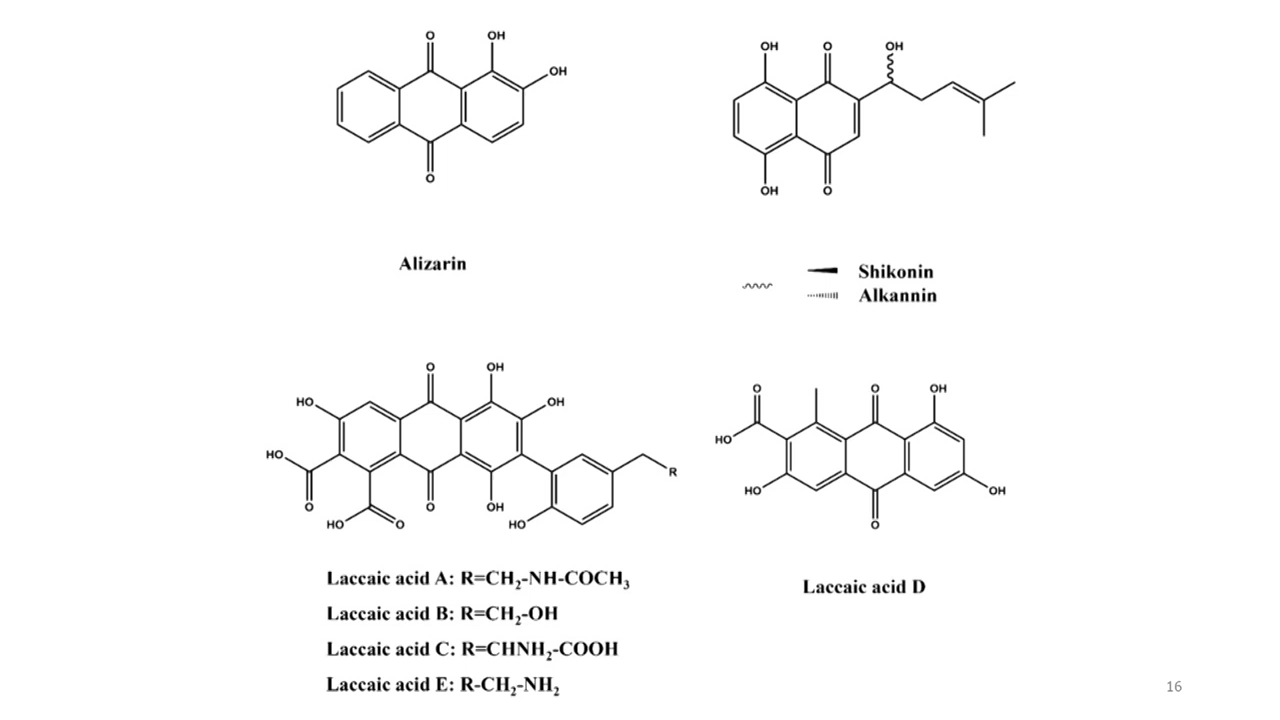 O OH
OH
O
Alizarin
OH O OH
OH O
Shikonin
Alkannin
O OH
HO OH
HO
O O OH R
HO O HO
Laccaic acid A: R=CH₂-NH-COCH₃
Laccaic acid B: R=CH₂-OH
Laccaic acid C: R=CHNH₂-COOH
Laccaic acid E: R-CH₂-NH₂
O O OH
HO
HO OH
O
Laccaic acid D
16